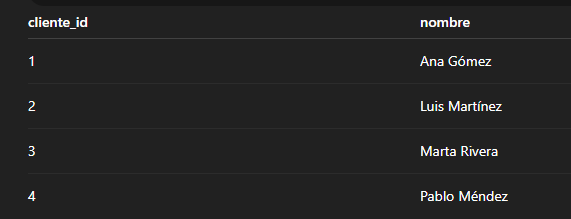 cliente_id nombre
1 Ana Gómez
2 Luis Martínez
3 Marta Rivera
4 Pablo Méndez